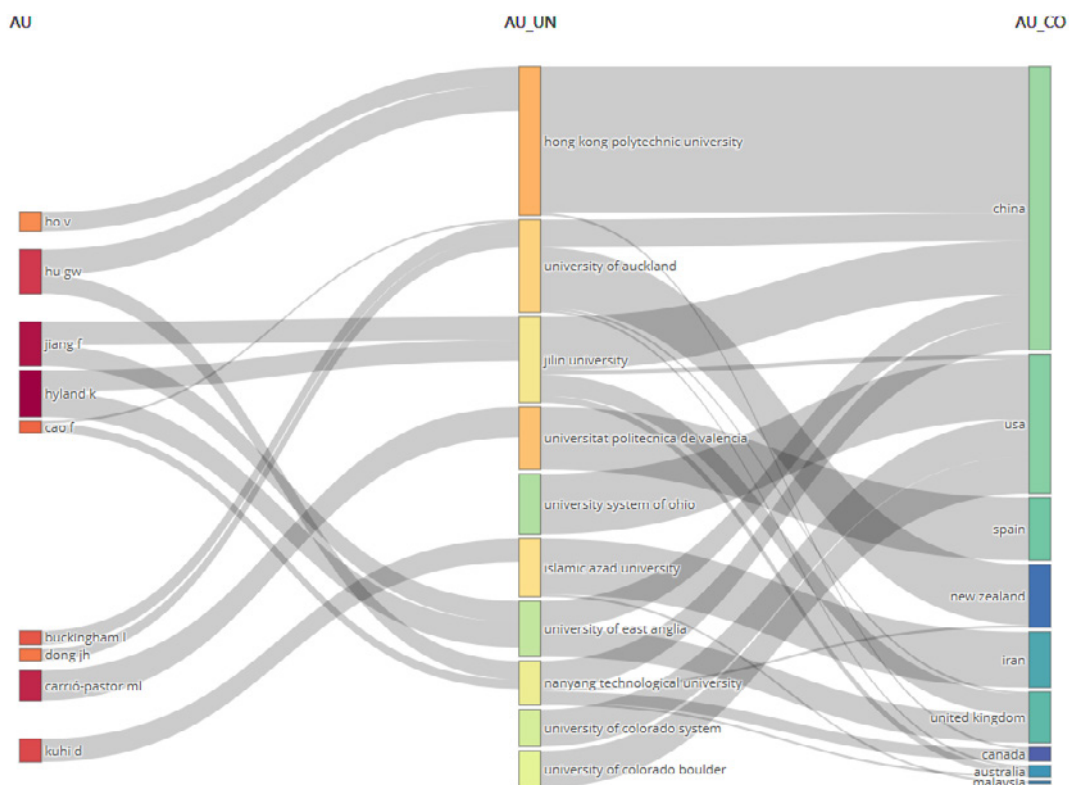 AU AU_UN AU_CO
ho v
hu gw
jiang f
hyland k
cao f
buckingham l
dong jh
carrió-pastor ml
kuhi d
hong kong polytechnic university
university of auckland
jilin university
universitat politecnica de valencia
university system of ohio
islamic azad university
university of east anglia
nanyang technological university
university of colorado system
university of colorado boulder
china
usa
spain
new zealand
iran
united kingdom
canada
australia
malaysia